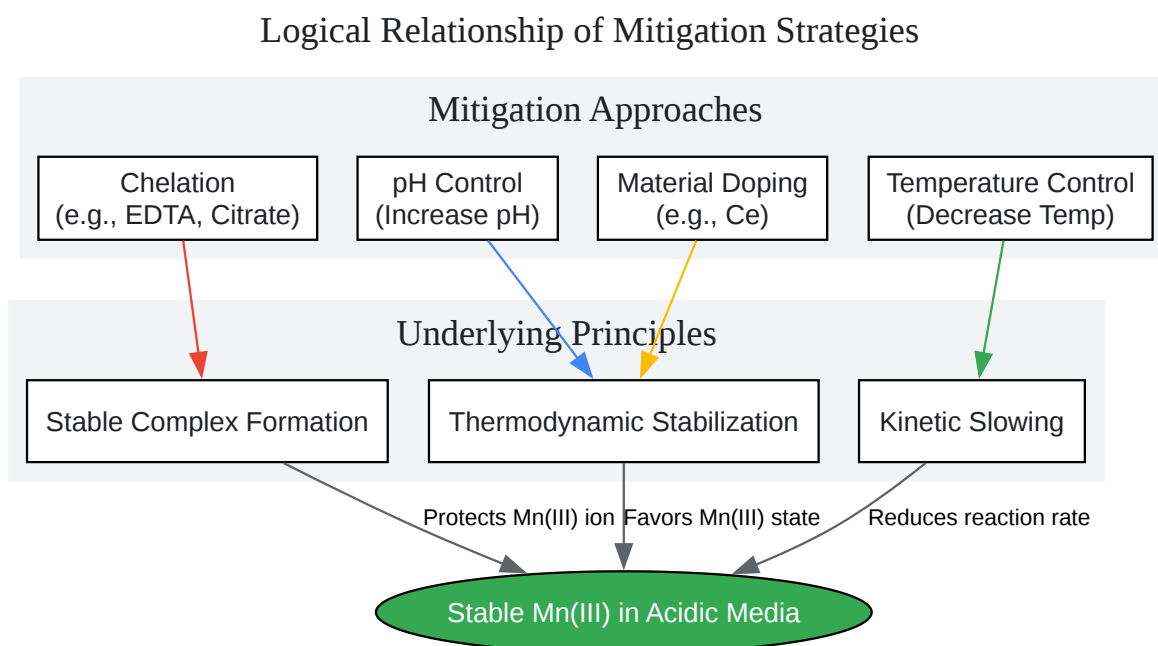 Logical Relationship of Mitigation Strategies
Mitigation Approaches
Chelation
(e.g., EDTA, Citrate)
pH Control
(Increase pH)
Material Doping
(e.g., Ce)
Temperature Control
(Decrease Temp)
Underlying Principles
Stable Complex Formation
Thermodynamic Stabilization
Kinetic Slowing
Protects Mn(III) ion
Favors Mn(III) state
Reduces reaction rate
Stable Mn(III) in Acidic Media